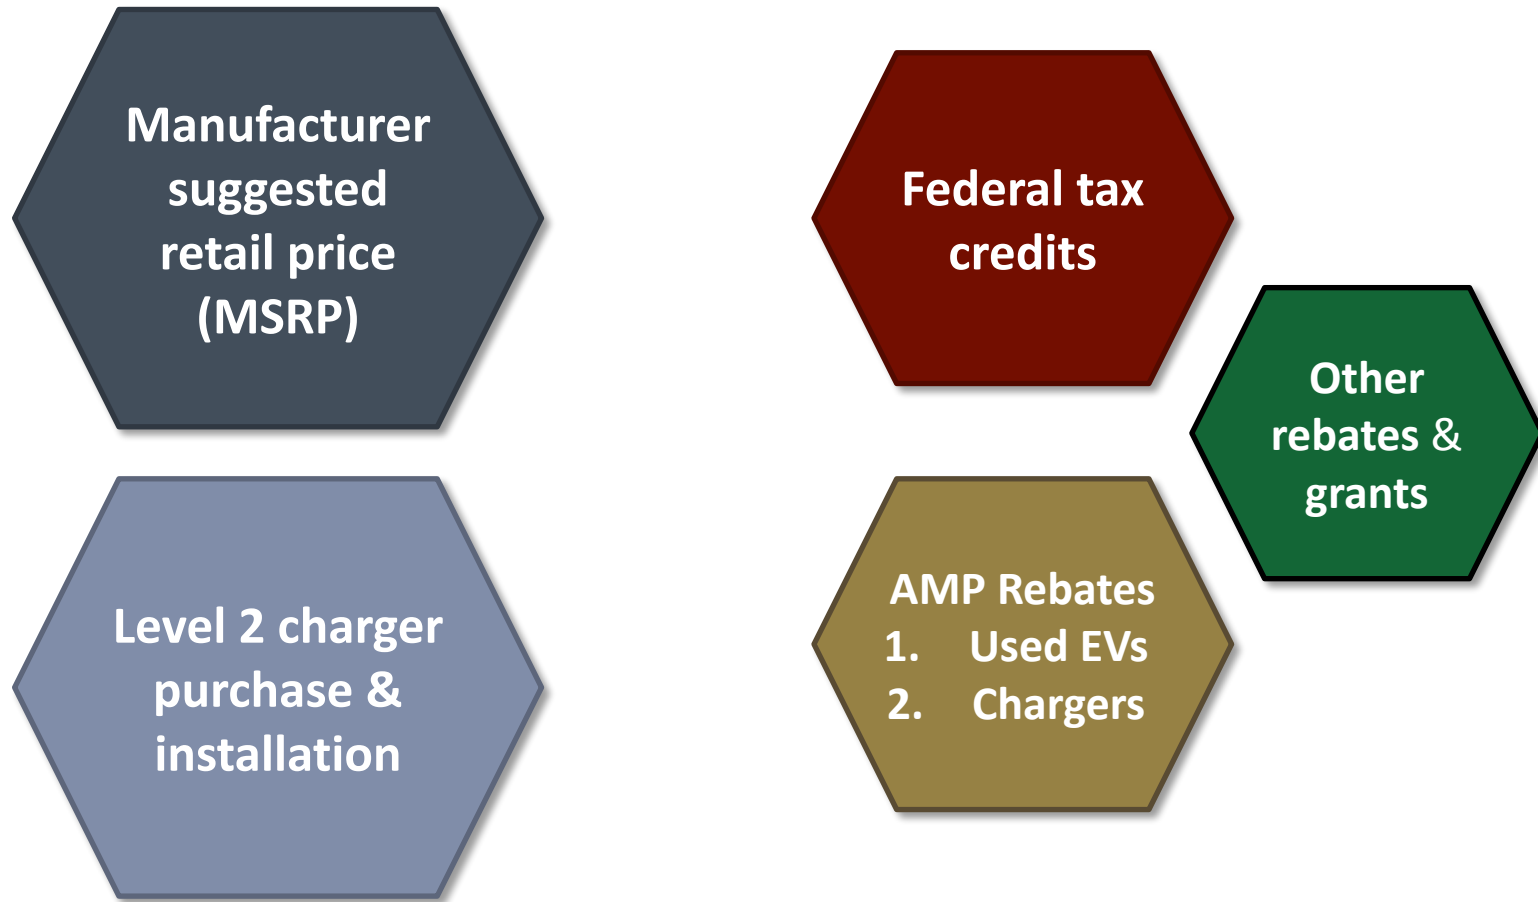 Manufacturer
suggested
retail price
(MSRP)
Level 2 charger
purchase &
installation
Federal tax
credits
Other
rebates &
grants
AMP Rebates
1. Used EVs
2. Chargers